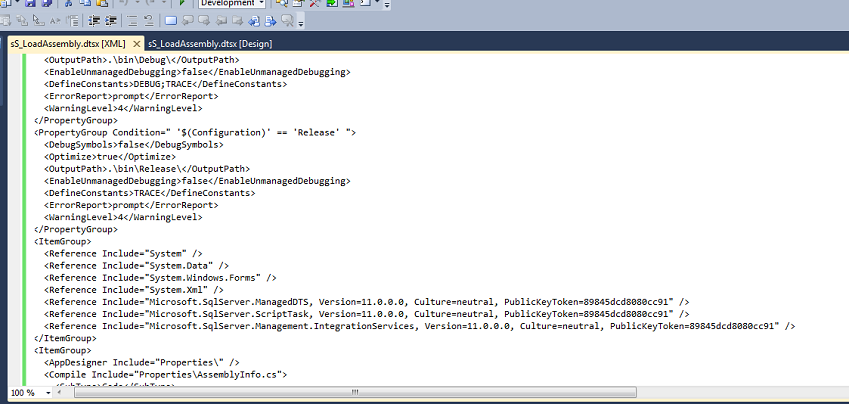 Development
sS_LoadAssembly.dtsx [XML] sS_LoadAssembly.dtsx [Design]
<OutputPath>.\bin\Debug\</OutputPath>
<EnableUnmanagedDebugging>false</EnableUnmanagedDebugging>
<DefineConstants>DEBUG;TRACE</DefineConstants>
<ErrorReport>prompt</ErrorReport>
<WarningLevel>4</WarningLevel>
</PropertyGroup>
<PropertyGroup Condition=" '$(Configuration)' == 'Release' ">
<DebugSymbols>false</DebugSymbols>
<Optimize>true</Optimize>
<OutputPath>.\bin\Release\</OutputPath>
<EnableUnmanagedDebugging>false</EnableUnmanagedDebugging>
<DefineConstants>TRACE</DefineConstants>
<ErrorReport>prompt</ErrorReport>
<WarningLevel>4</WarningLevel>
</PropertyGroup>
<ItemGroup>
<Reference Include="System" />
<Reference Include="System.Data" />
<Reference Include="System.Windows.Forms" />
<Reference Include="System.Xml" />
<Reference Include="Microsoft.SqlServer.ManagedDTS, Version=11.0.0.0, Culture=neutral, PublicKeyToken=89845dcd8080cc91" />
<Reference Include="Microsoft.SqlServer.ScriptTask, Version=11.0.0.0, Culture=neutral, PublicKeyToken=89845dcd8080cc91" />
<Reference Include="Microsoft.SqlServer.Management.IntegrationServices, Version=11.0.0.0, Culture=neutral, PublicKeyToken=89845dcd8080cc91" />
</ItemGroup>
<ItemGroup>
<AppDesigner Include="Properties\" />
<Compile Include="Properties\AssemblyInfo.cs">
<SubType>Code</SubType>
100 %